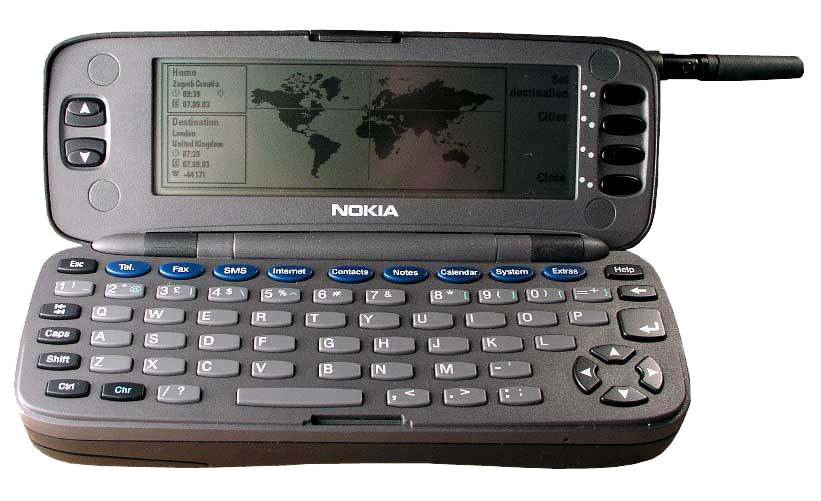 Home
Zagreb Croatia
09:39
07.09.03
Destination
London
United Kingdom
07:39
07.09.03
+44 171
Set
destination
Cities
Close
NOKIA
Esc Tel. Fax SMS Internet Contacts Notes Calendar System Extras Help
1 ! 2 " @ 3 £ 4 $ \ 5 % ^ 6 # 7 & 8 * [ 9 ( ] 0 ) { = + }
Q W E R T Y U I O P
Caps A S D F G H J K L
Shift Z X C V B N M - '
Ctrl Chr / ? , < . > ; :